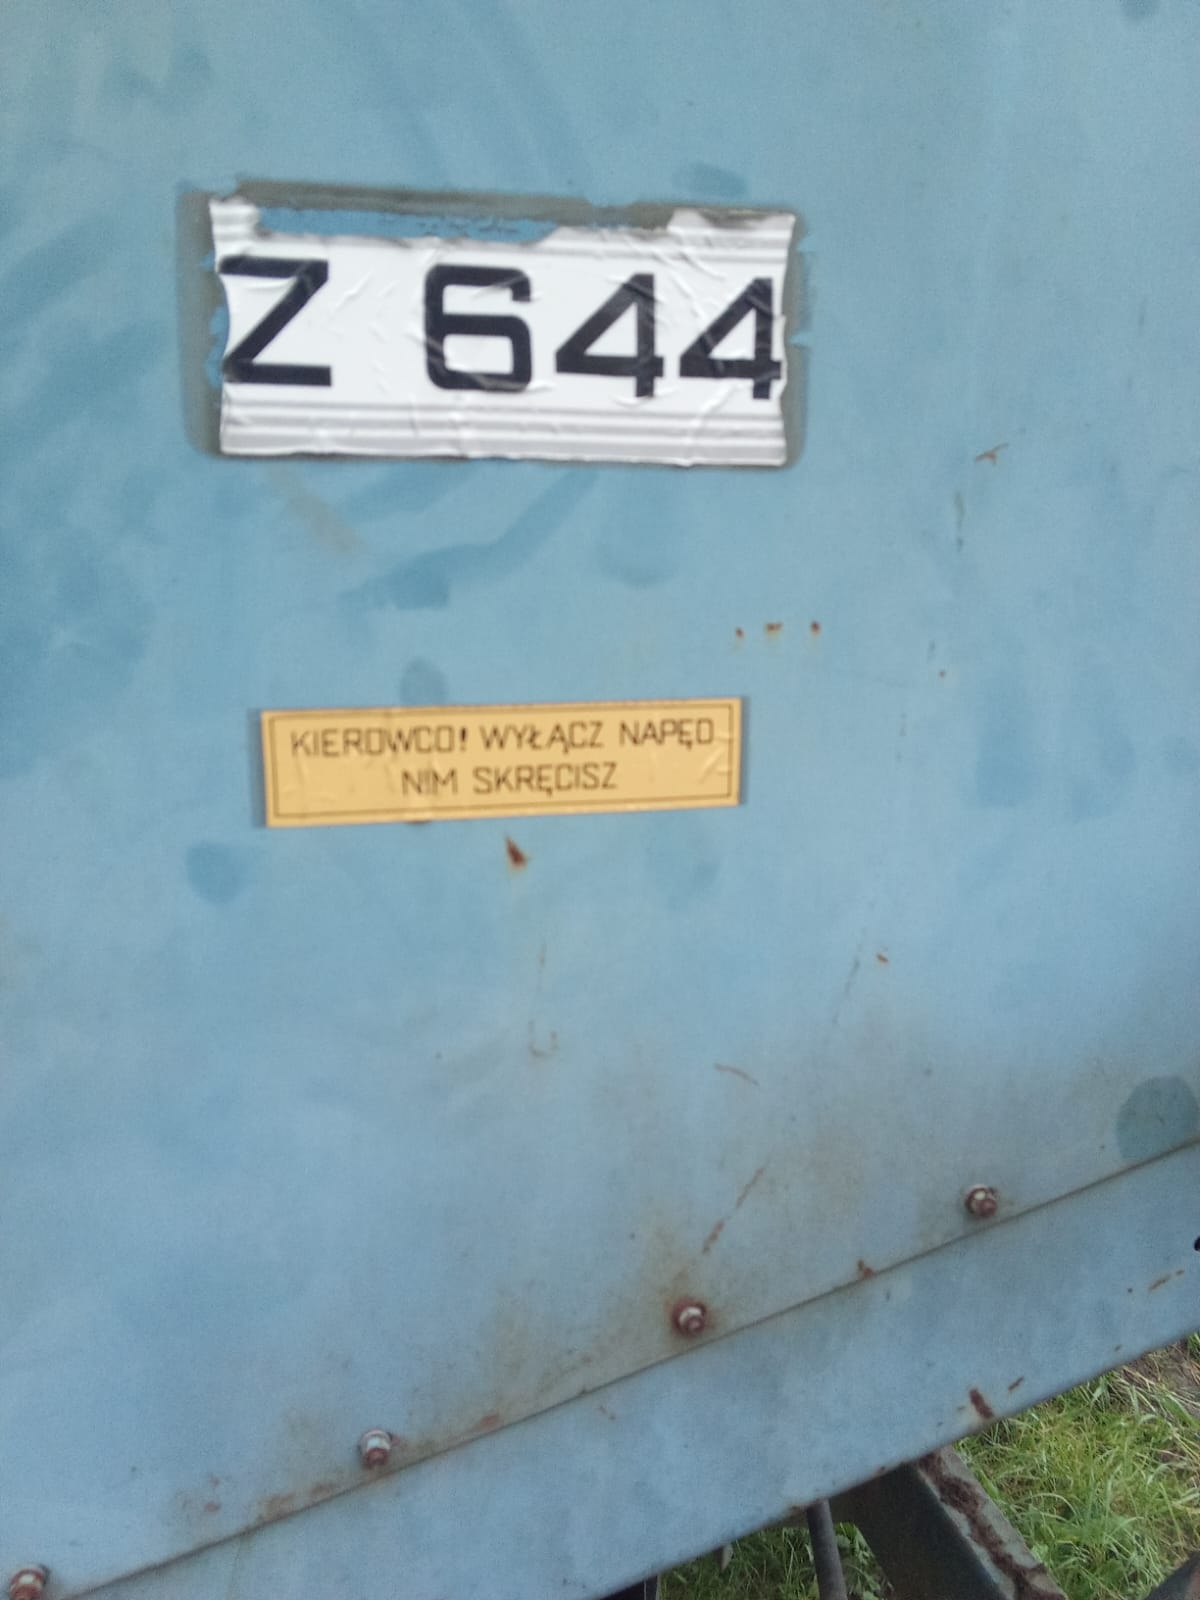 Z 644
KIEROWCO! WYŁĄCZ NAPĘD
NIM SKRĘCISZ